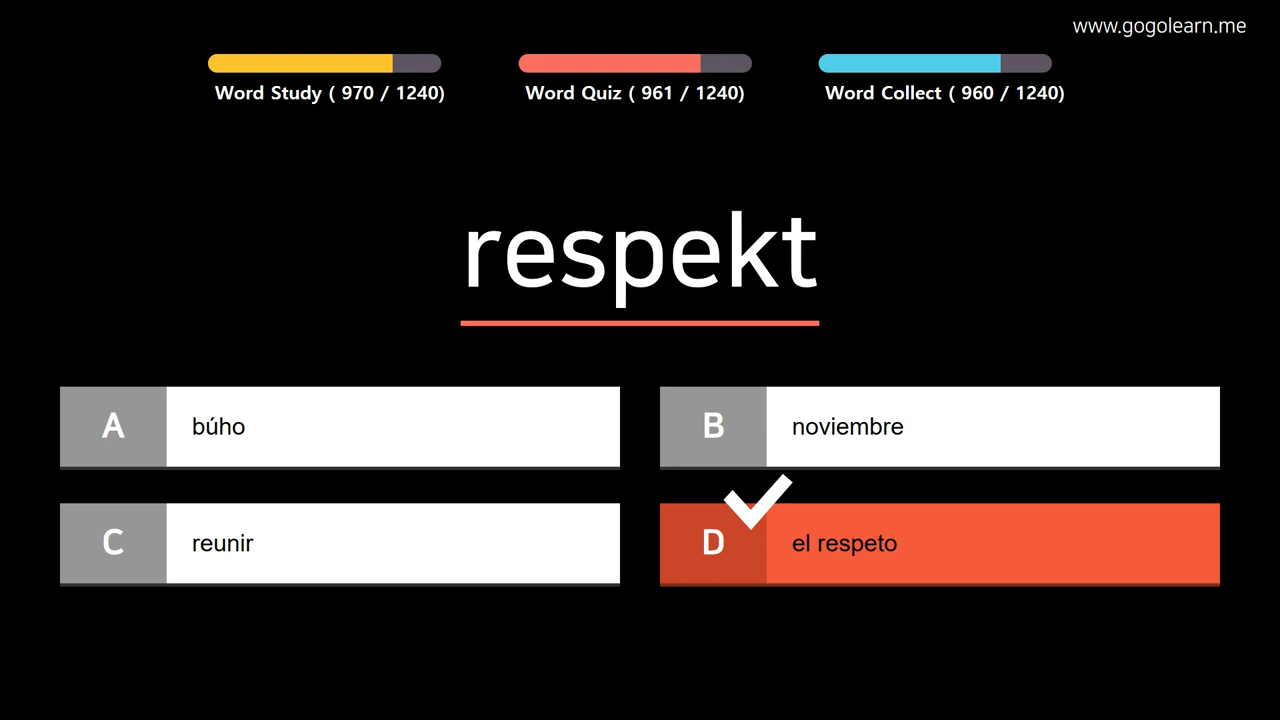 www.gogolearn.me
Word Study ( 970 / 1240)
Word Quiz ( 961 / 1240)
Word Collect ( 960 / 1240)
respekt
A búho
B noviembre
C reunir
D el respeto